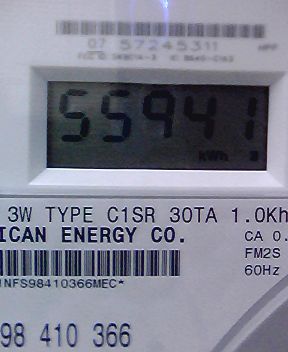 07 57245311
55941
kWh
3W TYPE C1SR 30TA 1.0Kh
ICAN ENERGY CO. CA 0.
FM2S
60Hz
NFS98410366MEC*
98 410 366